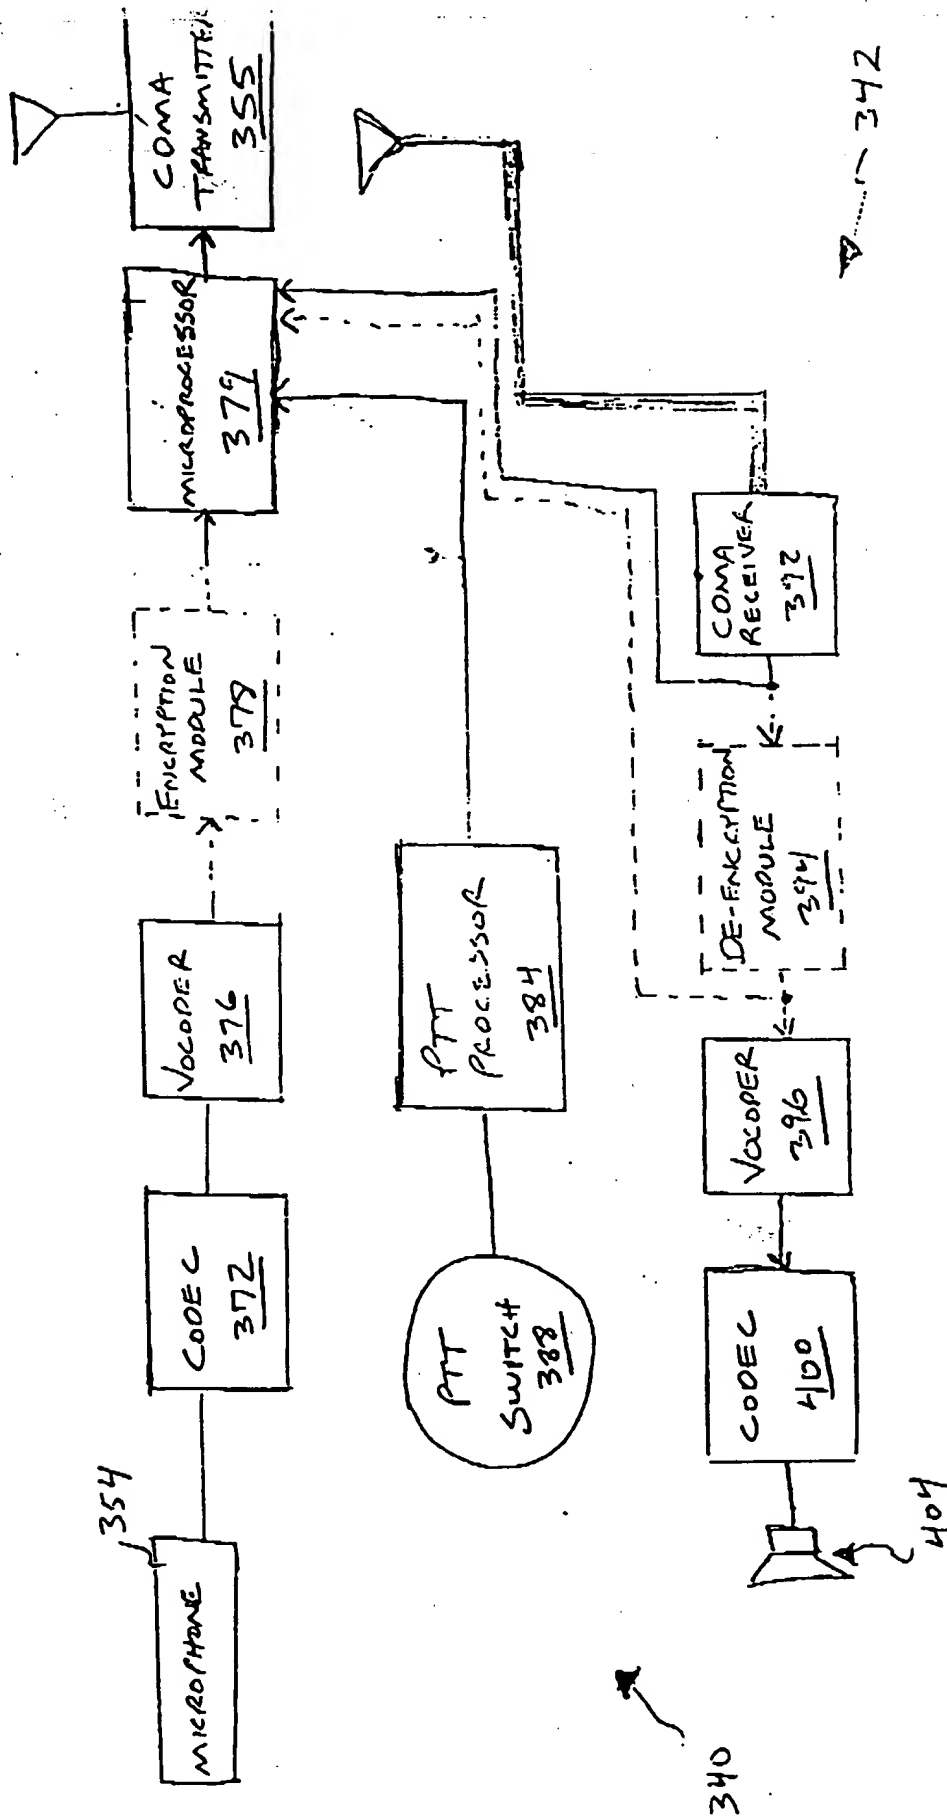 354
MICROPHONE
CODEC
372
VOCODER
376
ENCRYPTION
MODULE
378
MICROPROCESSOR
379
CDMA
TRANSMITTER
355
PTT
SWITCH
388
PTT
PROCESSOR
384
404
CODEC
400
VOCODER
396
DE-ENCRYPTION
MODULE
394
CDMA
RECEIVER
392
340
342